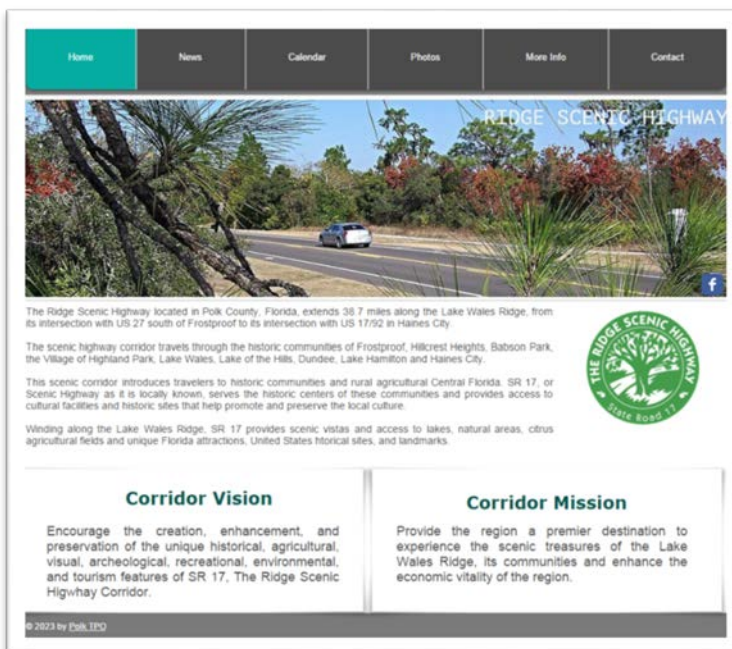 Home
News
Calendar
Photos
More Info
Contact
RIDGE SCENIC HIGHWAY
f
The Ridge Scenic Highway located in Polk County, Florida, extends 38.7 miles along the Lake Wales Ridge, from
its intersection with US 27 south of Frostproof to its intersection with US 17/92 in Haines City.
The scenic highway corridor travels through the historic communities of Frostproof, Hillcrest Heights, Babson Park,
the Village of Highland Park, Lake Wales, Lake of the Hills, Dundee, Lake Hamilton and Haines City.
This scenic corridor introduces travelers to historic communities and rural agricultural Central Florida. SR 17, or
Scenic Highway as it is locally known, serves the historic centers of these communities and provides access to
cultural facilities and historic sites that help promote and preserve the local culture.
Winding along the Lake Wales Ridge, SR 17 provides scenic vistas and access to lakes, natural areas, citrus
agricultural fields and unique Florida attractions, United States htorical sites, and landmarks.
THE RIDGE SCENIC HIGHWAY
State Road 17
Corridor Vision
Encourage the creation, enhancement, and
preservation of the unique historical, agricultural,
visual, archeological, recreational, environmental,
and tourism features of SR 17, The Ridge Scenic
Higwhay Corridor.
Corridor Mission
Provide the region a premier destination to
experience the scenic treasures of the Lake
Wales Ridge, its communities and enhance the
economic vitality of the region.
© 2023 by Polk TPO